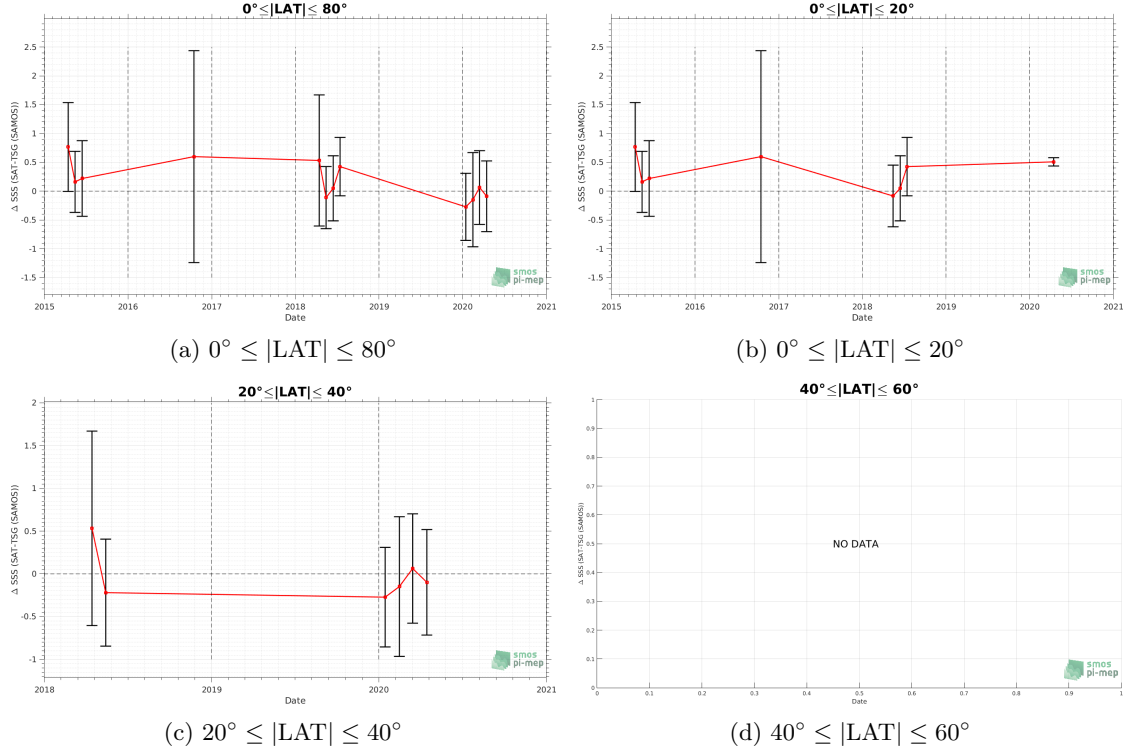 0°≤|LAT|≤ 80°
Δ SSS (SAT-TSG (SAMOS))
2.5
2
1.5
1
0.5
0
-0.5
-1
-1.5
2015 2016 2017 2018 2019 2020 2021
Date
smos
pi-mep
(a) 0° ≤ |LAT| ≤ 80°
0°≤|LAT|≤ 20°
Δ SSS (SAT-TSG (SAMOS))
2.5
2
1.5
1
0.5
0
-0.5
-1
-1.5
2015 2016 2017 2018 2019 2020 2021
Date
smos
pi-mep
(b) 0° ≤ |LAT| ≤ 20°
20°≤|LAT|≤ 40°
Δ SSS (SAT-TSG (SAMOS))
2
1.5
1
0.5
0
-0.5
-1
2018 2019 2020 2021
Date
smos
pi-mep
(c) 20° ≤ |LAT| ≤ 40°
40°≤|LAT|≤ 60°
Δ SSS (SAT-TSG (SAMOS))
1
0.9
0.8
0.7
0.6
0.5
0.4
0.3
0.2
0.1
0
NO DATA
0 0.1 0.2 0.3 0.4 0.5 0.6 0.7 0.8 0.9 1
Date
smos
pi-mep
(d) 40° ≤ |LAT| ≤ 60°